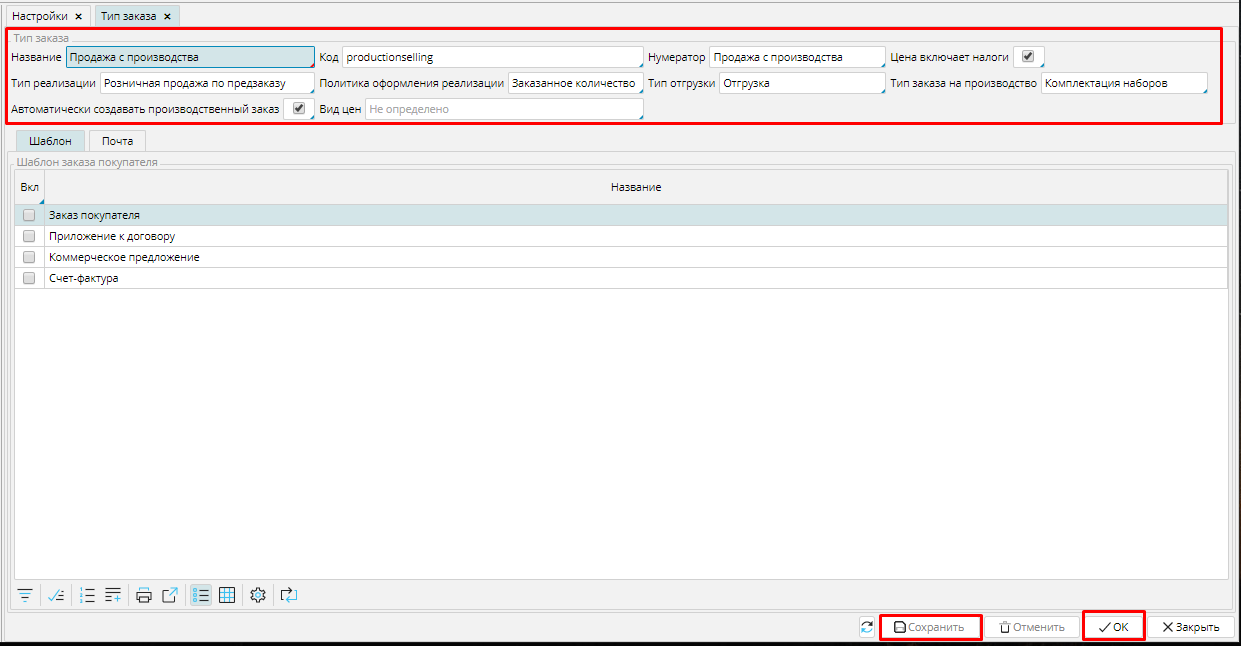 Настройки × Тип заказа ×
Тип заказа
Название Продажа с производства Код productionselling Нумератор Продажа с производства Цена включает налоги
Тип реализации Розничная продажа по предзаказу Политика оформления реализации Заказанное количество Тип отгрузки Отгрузка Тип заказа на производство Комплектация наборов
Автоматически создавать производственный заказ Вид цен Не определено
Шаблон Почта
Шаблон заказа покупателя
Вкл Название
Заказ покупателя
Приложение к договору
Коммерческое предложение
Счет-фактура
Сохранить Отменить OK Закрыть